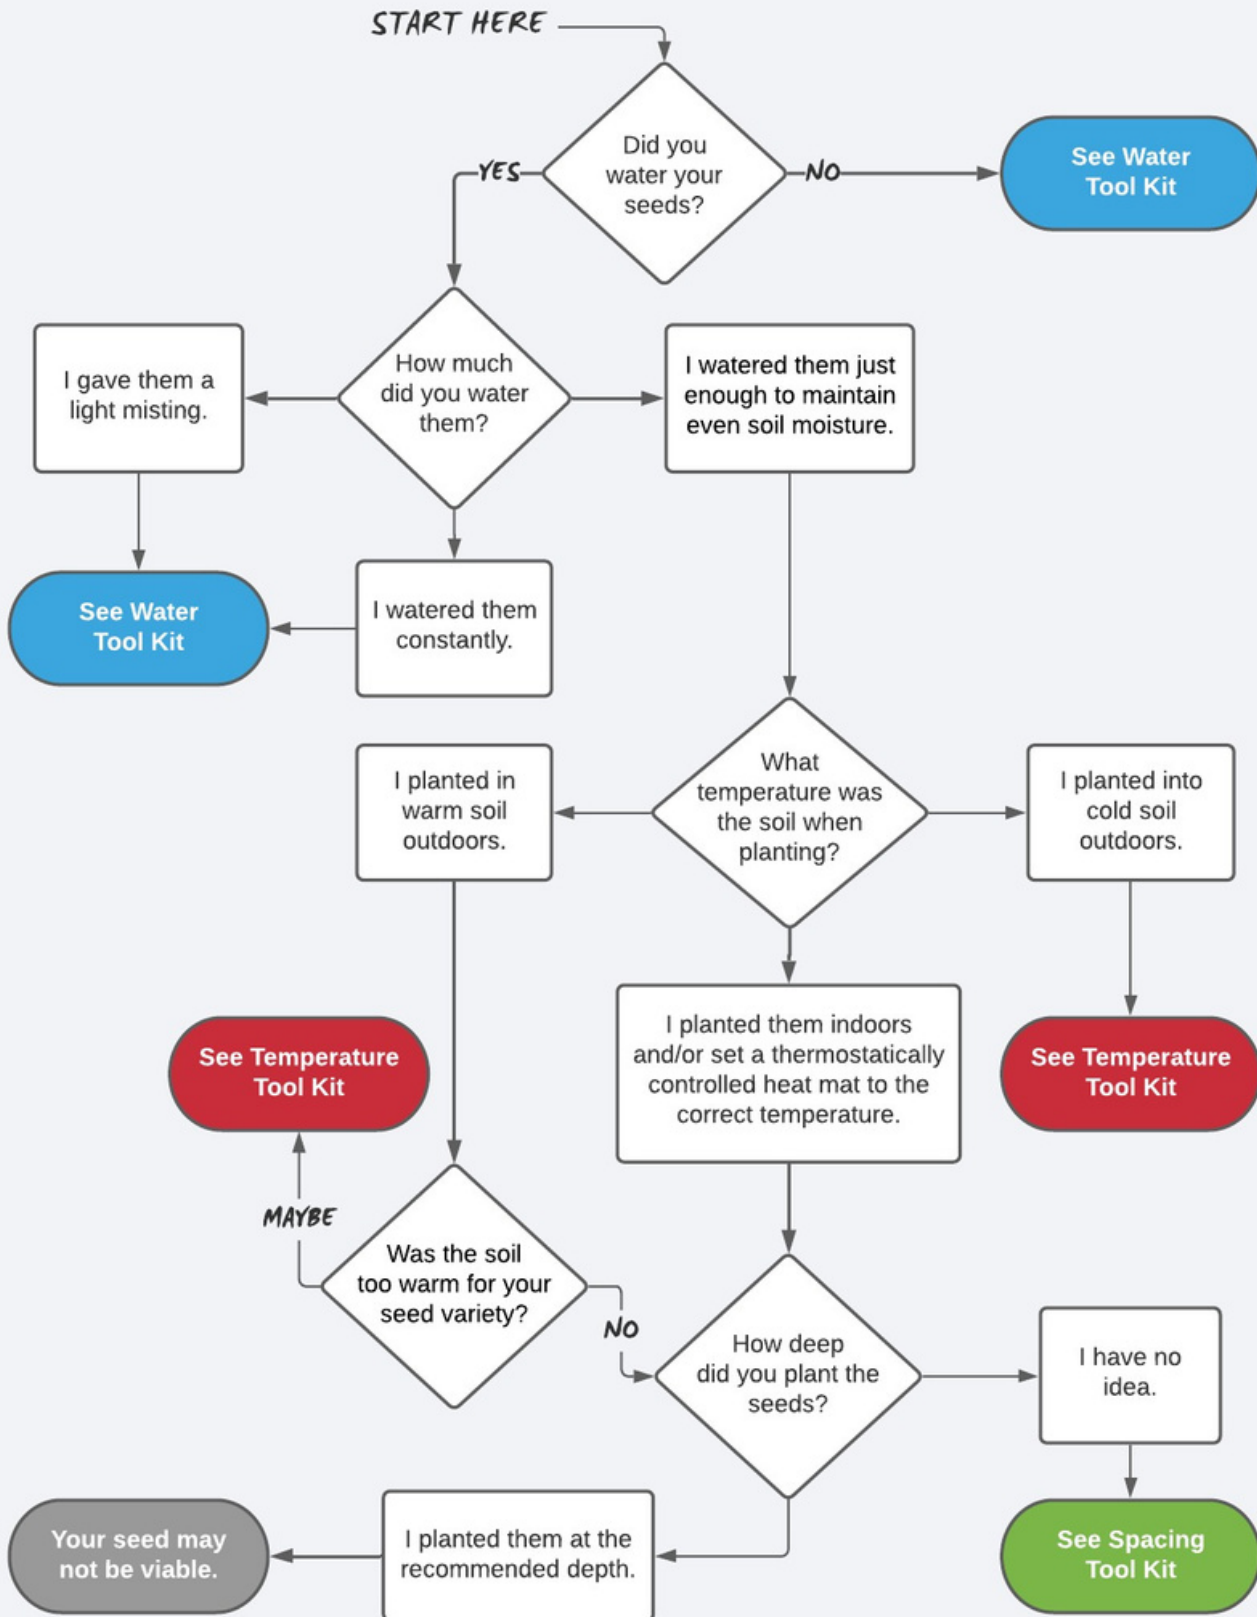 START HERE
Did you
water your
seeds?
YES
NO
See Water
Tool Kit
How much
did you water
them?
I gave them a
light misting.
I watered them just
enough to maintain
even soil moisture.
See Water
Tool Kit
I watered them
constantly.
What
temperature was
the soil when
planting?
I planted in
warm soil
outdoors.
I planted into
cold soil
outdoors.
I planted them indoors
and/or set a thermostatically
controlled heat mat to the
correct temperature.
See Temperature
Tool Kit
See Temperature
Tool Kit
MAYBE
Was the soil
too warm for your
seed variety?
NO
How deep
did you plant the
seeds?
I have no
idea.
Your seed may
not be viable.
I planted them at the
recommended depth.
See Spacing
Tool Kit